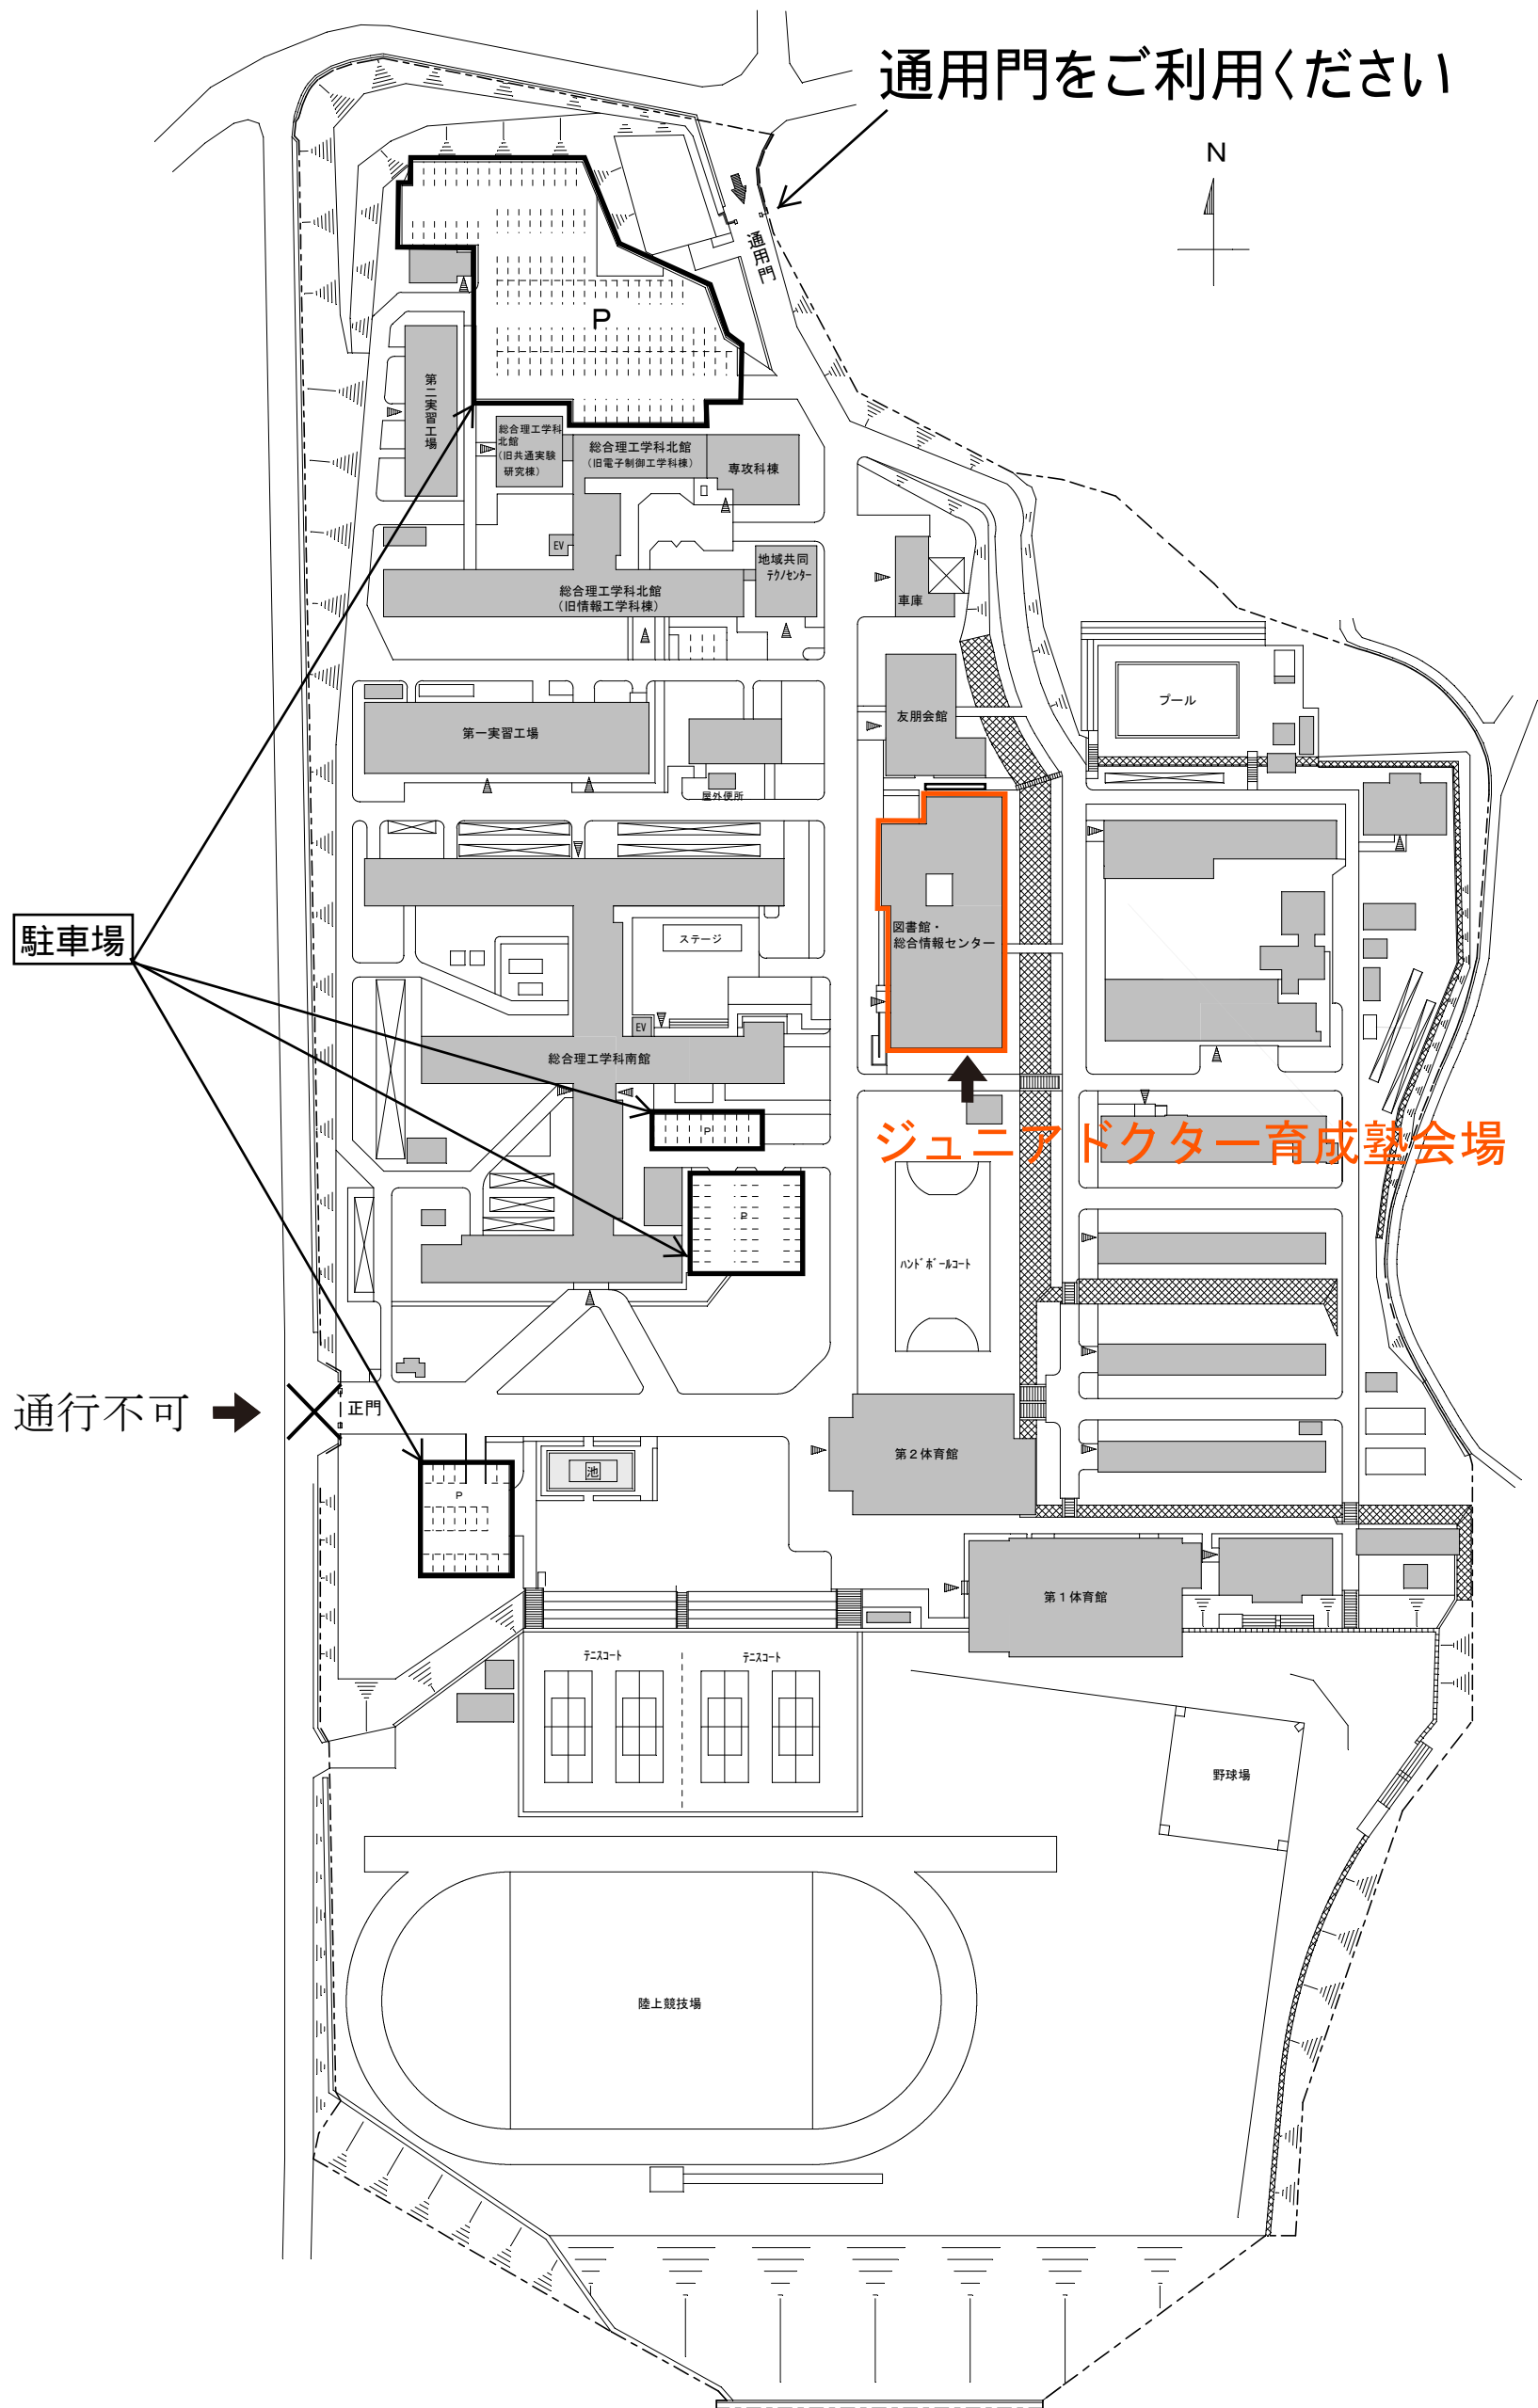 通用門をご利用ください
N
通用門
P
第二実習工場
総合理工学科
北館
(旧共通実験
研究棟)
総合理工学科北館
(旧電子制御工学科棟)
専攻科棟
EV
地域共同
テクノセンター
総合理工学科北館
(旧情報工学科棟)
車庫
友朋会館
プール
第一実習工場
屋外便所
駐車場
ステージ
図書館・
総合情報センター
EV
総合理工学科南館
P
ジュニアドクター育成塾会場
P
ハンドボールコート
通行不可
正門
第2体育館
池
P
第1体育館
テニスコート
テニスコート
野球場
陸上競技場